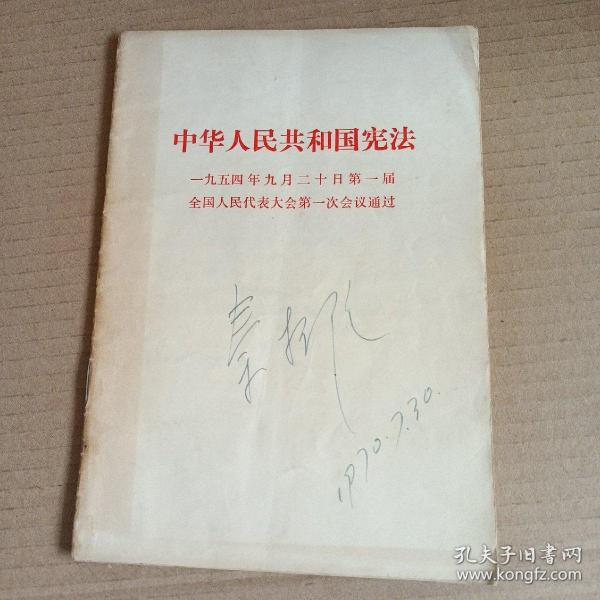 中华人民共和国宪法
一九五四年九月二十日第一届
全国人民代表大会第一次会议通过
1970.7.30.
孔夫子旧书网
www.kongfz.com